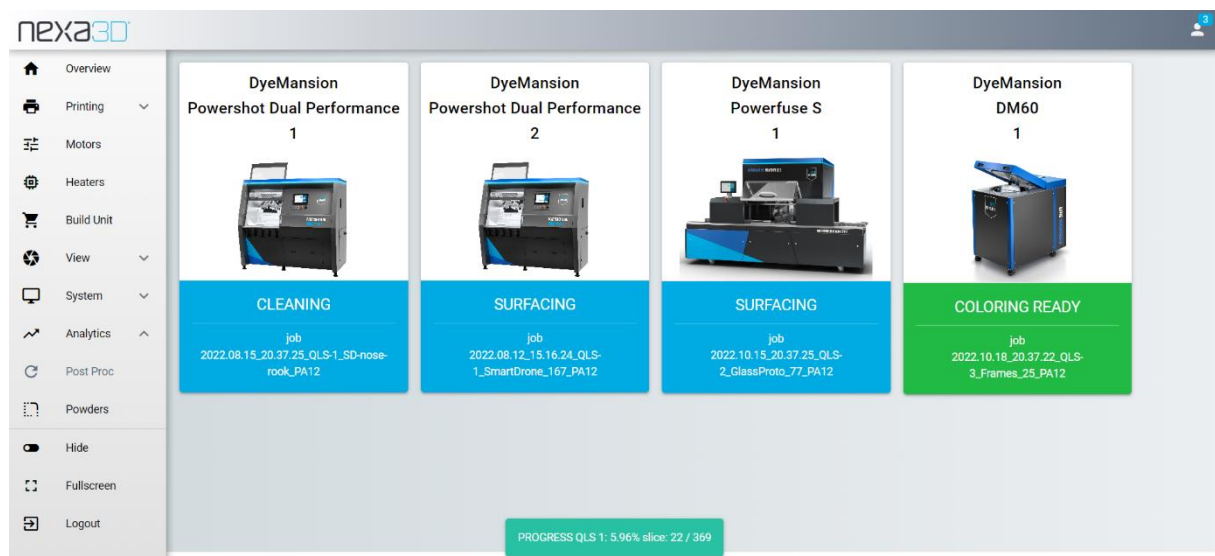 nexa3D
3
Overview
Printing
Motors
Heaters
Build Unit
View
System
Analytics
Post Proc
Powders
Hide
Fullscreen
Logout
DyeMansion
Powershot Dual Performance
1
CLEANING
job
2022.08.15_20.37.25_QLS-1_SD-nose-
rook_PA12
DyeMansion
Powershot Dual Performance
2
SURFACING
job
2022.08.12_15.16.24_QLS-
1_SmartDrone_167_PA12
DyeMansion
Powerfuse S
1
SURFACING
job
2022.10.15_20.37.25_QLS-
2_GlassProto_77_PA12
DyeMansion
DM60
1
COLORING READY
job
2022.10.18_20.37.22_QLS-
3_Frames_25_PA12
PROGRESS QLS 1: 5.96% slice: 22 / 369